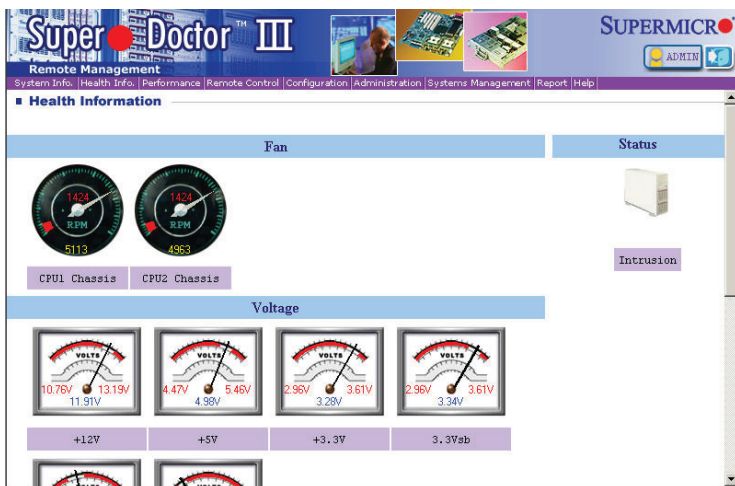 Super Doctor™ III
SUPERMICRO
Remote Management
ADMIN
System Info. |Health Info. |Performance |Remote Control |Configuration |Administration |Systems Management |Report |Help|
Health Information
Fan
Status
1424
RPM
5113
1424
RPM
4963
CPU1 Chassis
CPU2 Chassis
Intrusion
Voltage
VOLTS
10.76V 13.19V
11.91V
VOLTS
4.47V 5.46V
4.98V
VOLTS
2.96V 3.61V
3.28V
VOLTS
2.96V 3.61V
3.34V
+12V
+5V
+3.3V
3.3Vsb